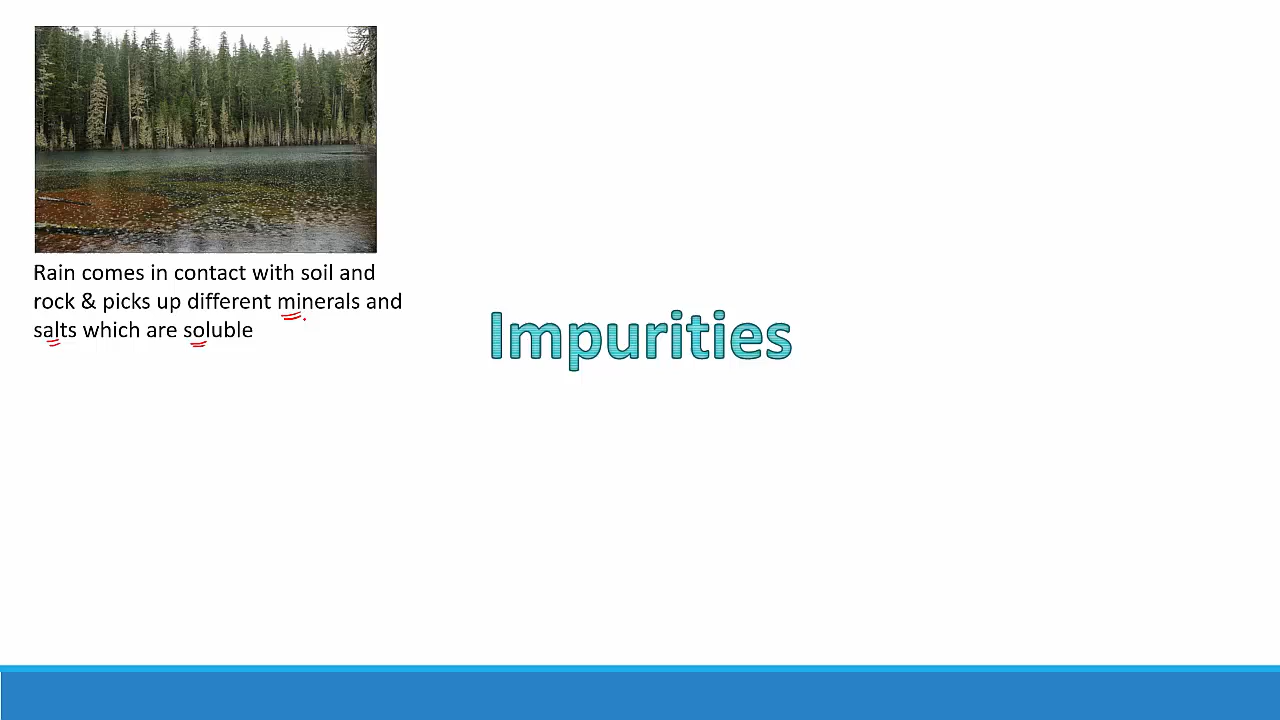 Rain comes in contact with soil and
rock & picks up different minerals and
salts which are soluble
Impurities